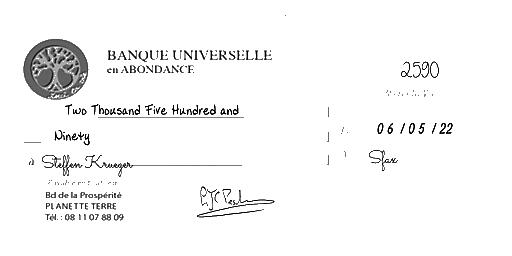 BANQUE UNIVERSELLE
en ABONDANCE
2590
Two Thousand Five Hundred and
06/05/22
Ninety
à Steffen Krueger
Sfax
Bd de la Prospérité
PLANETTE TERRE
Tél. : 08 11 07 88 09